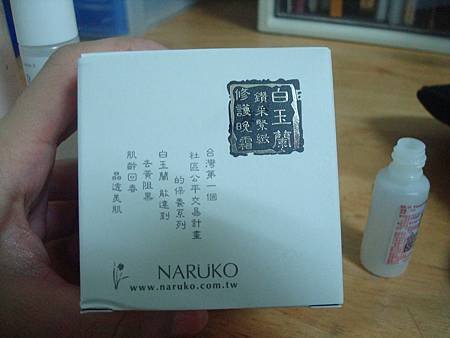 白玉蘭
鑽采緊緻
修護晚霜
台灣第一個
社區公平交易計畫
的保養系列
白玉蘭 能達到
去黃阻黑
肌齡回春
晶透美肌
NARUKO
www.naruko.com.tw